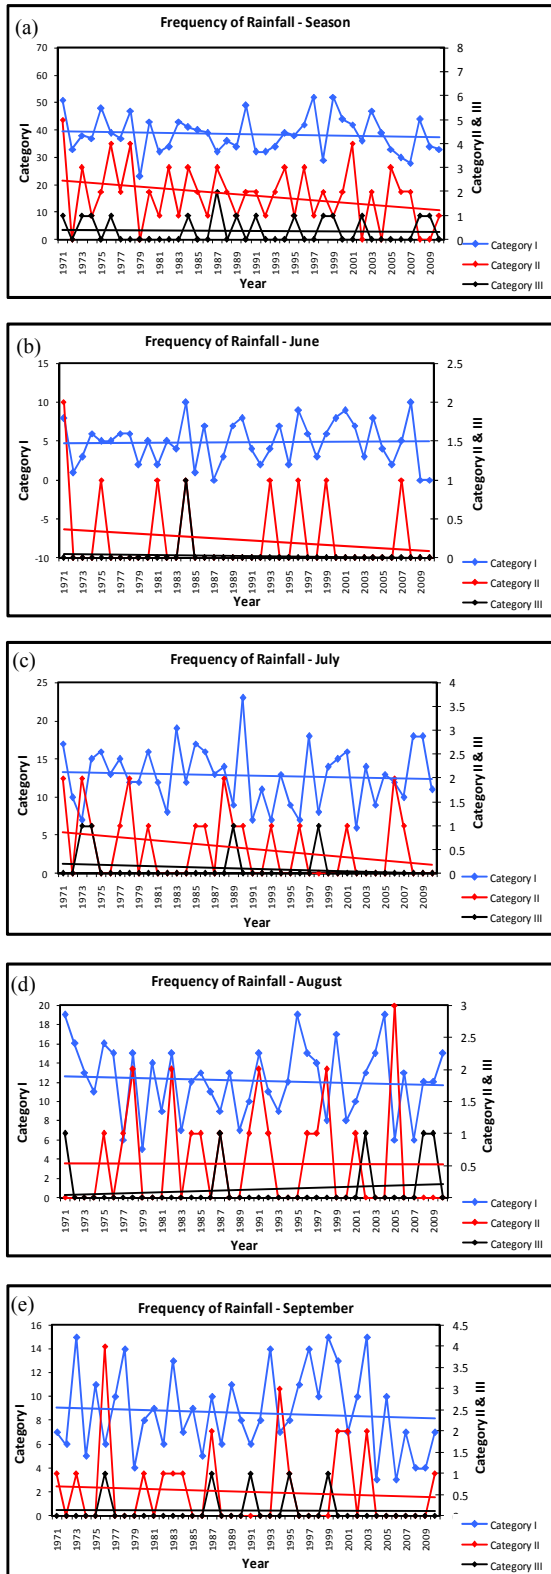 (a)
Frequency of Rainfall - Season
70
60
50
40
30
20
10
0
Category I
8
7
6
5
4
3
2
1
0
Category II & III
1971 1973 1975 1977 1979 1981 1983 1985 1987 1989 1991 1993 1995 1997 1999 2001 2003 2005 2007 2009
Year
Category I
Category II
Category III
(b)
Frequency of Rainfall - June
15
10
5
0
-5
-10
Category I
2.5
2
1.5
1
0.5
0
Category II & III
1971 1973 1975 1977 1979 1981 1983 1985 1987 1989 1991 1993 1995 1997 1999 2001 2003 2005 2007 2009
Year
Category I
Category II
Category III
(c)
Frequency of Rainfall - July
25
20
15
10
5
0
Category I
4
3.5
3
2.5
2
1.5
1
0.5
0
Category II & III
1971 1973 1975 1977 1979 1981 1983 1985 1987 1989 1991 1993 1995 1997 1999 2001 2003 2005 2007 2009
Year
Category I
Category II
Category III
(d)
Frequency of Rainfall - August
20
18
16
14
12
10
8
6
4
2
0
Category I
3
2.5
2
1.5
1
0.5
0
Category II & III
1971 1973 1975 1977 1979 1981 1983 1985 1987 1989 1991 1993 1995 1997 1999 2001 2003 2005 2007 2009
Year
Category I
Category II
Category III
(e)
Frequency of Rainfall - September
16
14
12
10
8
6
4
2
0
Category I
4.5
4
3.5
3
2.5
2
1.5
1
0.5
Category II & III
1971 1973 1975 1977 1979 1981 1983 1985 1987 1989 1991 1993 1995 1997 1999 2001 2003 2005 2007 2009
Year
Category I
Category II
Category III